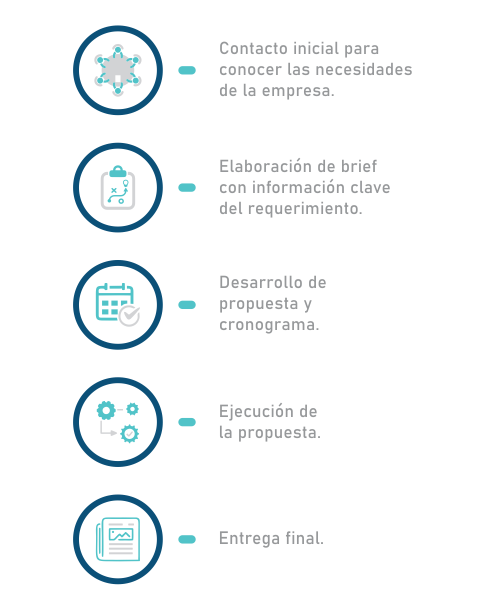 Contacto inicial para
conocer las necesidades
de la empresa.
Elaboración de brief
con información clave
del requerimiento.
Desarrollo de
propuesta y
cronograma.
Ejecución de
la propuesta.
Entrega final.